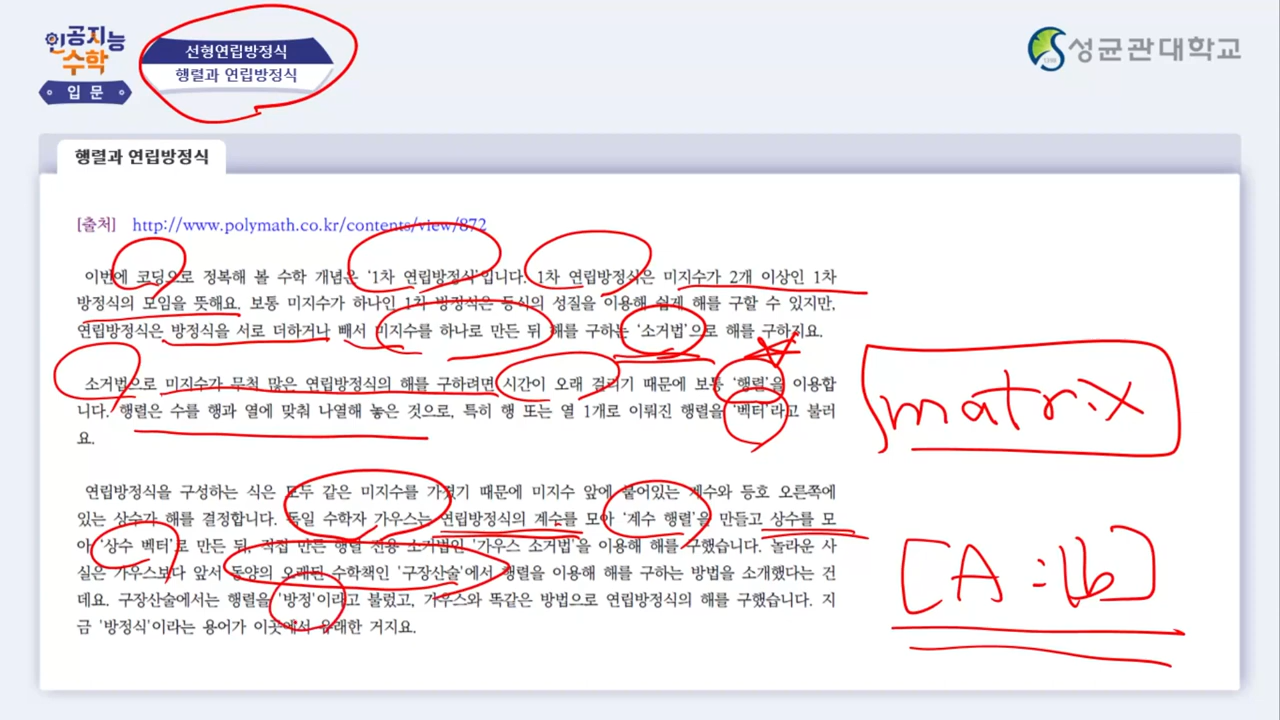 인공지능
수학
입문
선형연립방정식
행렬과 연립방정식
성균관대학교
행렬과 연립방정식
[출처] http://www.polymath.co.kr/contents/view/872
이번에 코딩으로 정복해 볼 수학 개념은 '1차 연립방정식'입니다. 1차 연립방정식은 미지수가 2개 이상인 1차
방정식의 모임을 뜻해요. 보통 미지수가 하나인 1차 방정식은 등식의 성질을 이용해 쉽게 해를 구할 수 있지만,
연립방정식은 방정식을 서로 더하거나 빼서 미지수를 하나로 만든 뒤 해를 구하는 '소거법'으로 해를 구하지요.
소거법으로 미지수가 무척 많은 연립방정식의 해를 구하려면 시간이 오래 걸리기 때문에 보통 '행렬'을 이용합
니다. 행렬은 수를 행과 열에 맞춰 나열해 놓은 것으로, 특히 행 또는 열 1개로 이뤄진 행렬을 '벡터'라고 불러
요.
matrix
연립방정식을 구성하는 식은 모두 같은 미지수를 가졌기 때문에 미지수 앞에 붙어있는 계수와 등호 오른쪽에
있는 상수가 해를 결정합니다. 독일 수학자 가우스는 연립방정식의 계수를 모아 '계수 행렬'을 만들고 상수를 모
아 '상수 벡터'로 만든 뒤, 직접 만든 행렬 전용 소거법인 '가우스 소거법'을 이용해 해를 구했습니다. 놀라운 사
실은 가우스보다 앞서 동양의 오래된 수학책인 '구장산술'에서 행렬을 이용해 해를 구하는 방법을 소개했다는 건
데요. 구장산술에서는 행렬을 '방정'이라고 불렀고, 가우스와 똑같은 방법으로 연립방정식의 해를 구했습니다. 지
금 '방정식'이라는 용어가 이곳에서 유래한 거지요.
[A : b]